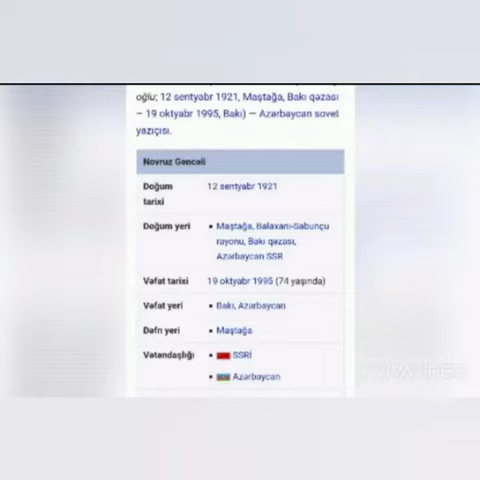 oğlu; 12 sentyabr 1921, Maştağa, Bakı qəzası
– 19 oktyabr 1995, Bakı) — Azərbaycan sovet
yazıçısı.
Novruz Gəncəli
Doğum tarixi
12 sentyabr 1921
Doğum yeri
• Maştağa, Balaxanı-Sabunçu
rayonu, Bakı qəzası,
Azərbaycan SSR
Vəfat tarixi
19 oktyabr 1995 (74 yaşında)
Vəfat yeri
• Bakı, Azərbaycan
Dəfn yeri
• Maştağa
Vətəndaşlığı
• SSRİ
• Azərbaycan